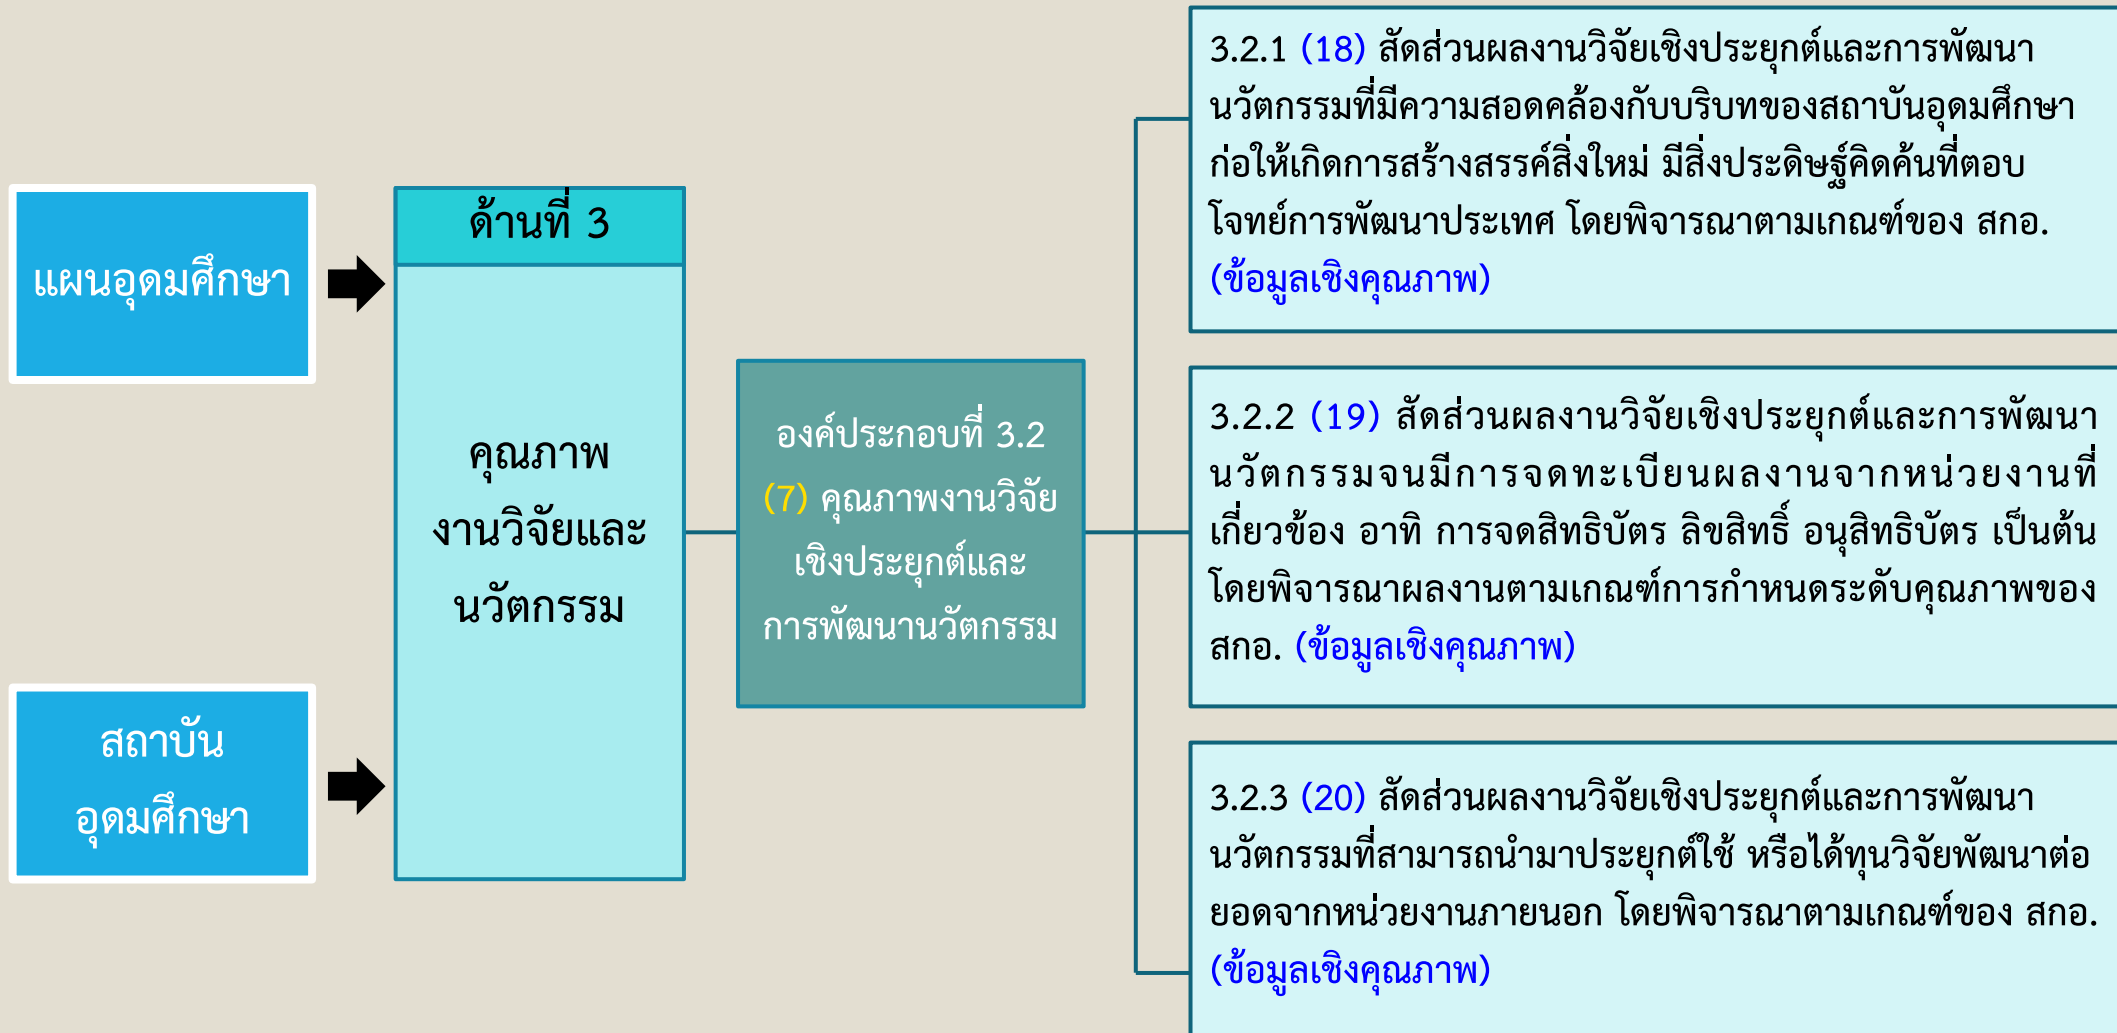 แผนอุดมศึกษา
สถาบัน
อุดมศึกษา
ด้านที่ 3
คุณภาพ
งานวิจัยและ
นวัตกรรม
องค์ประกอบที่ 3.2
(7) คุณภาพงานวิจัย
เชิงประยุกต์และ
การพัฒนานวัตกรรม
3.2.1 (18) สัดส่วนผลงานวิจัยเชิงประยุกต์และการพัฒนา
นวัตกรรมที่มีความสอดคล้องกับบริบทของสถาบันอุดมศึกษา
ก่อให้เกิดการสร้างสรรค์สิ่งใหม่ มีสิ่งประดิษฐ์คิดค้นที่ตอบ
โจทย์การพัฒนาประเทศ โดยพิจารณาตามเกณฑ์ของ สกอ.
(ข้อมูลเชิงคุณภาพ)
3.2.2 (19) สัดส่วนผลงานวิจัยเชิงประยุกต์และการพัฒนา
นวัตกรรมจนมีการจดทะเบียนผลงานจากหน่วยงานที่
เกี่ยวข้อง อาทิ การจดสิทธิบัตร ลิขสิทธิ์ อนุสิทธิบัตร เป็นต้น
โดยพิจารณาผลงานตามเกณฑ์การกำหนดระดับคุณภาพของ
สกอ. (ข้อมูลเชิงคุณภาพ)
3.2.3 (20) สัดส่วนผลงานวิจัยเชิงประยุกต์และการพัฒนา
นวัตกรรมที่สามารถนำมาประยุกต์ใช้ หรือได้ทุนวิจัยพัฒนาต่อ
ยอดจากหน่วยงานภายนอก โดยพิจารณาตามเกณฑ์ของ สกอ.
(ข้อมูลเชิงคุณภาพ)